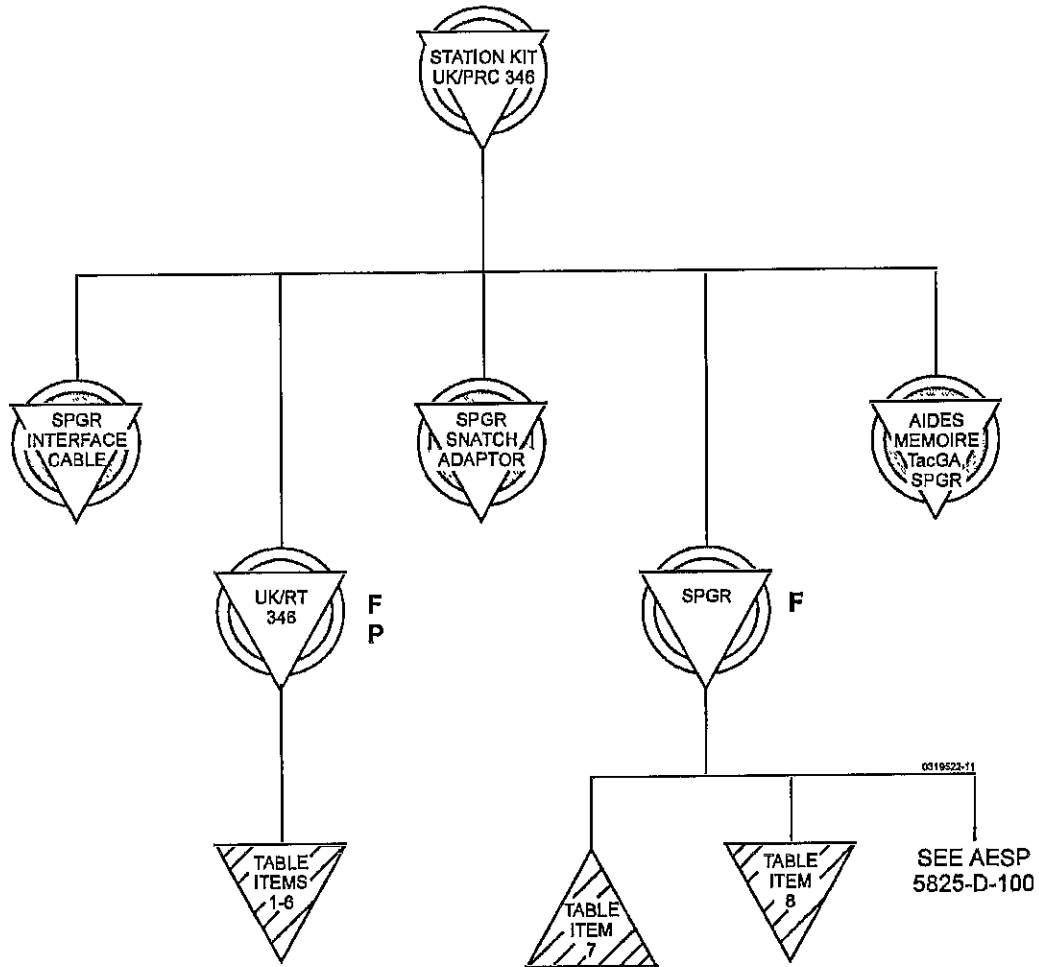 STATION KIT
UK/PRC 346
SPGR
INTERFACE
CABLE
SPGR
SNATCH
ADAPTOR
AIDES
MEMOIRE
TacGA,
SPGR
UK/RT
346
F
P
SPGR
F
0319522-11
TABLE
ITEMS
1-6
TABLE
ITEM
7
TABLE
ITEM
8
SEE AESP
5825-D-100